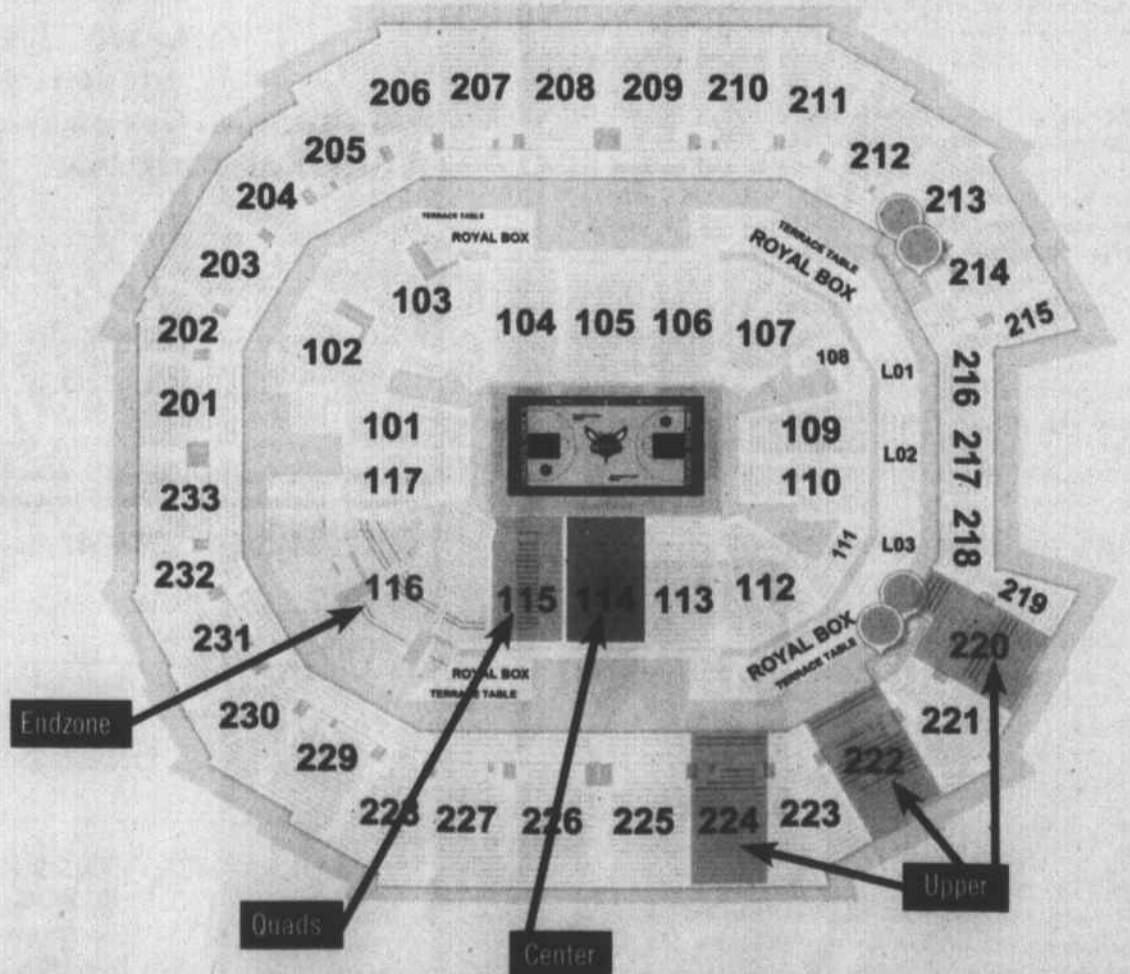 206 207 208 209 210 211
205 212
204 213
203 214
202 215
201 216
233 217
232 218
231 219
230 220
229 221
228 227 226 225 224 223 222
TERRACE TABLE
ROYAL BOX
TERRACE TABLE
ROYAL BOX
103 104 105 106 107
102 108 L01
101 109
117 110 L02
111 L03
116 115 114 113 112
ROYAL BOX
TERRACE TABLE
ROYAL BOX
TERRACE TABLE
Endzone
Quads
Center
Upper